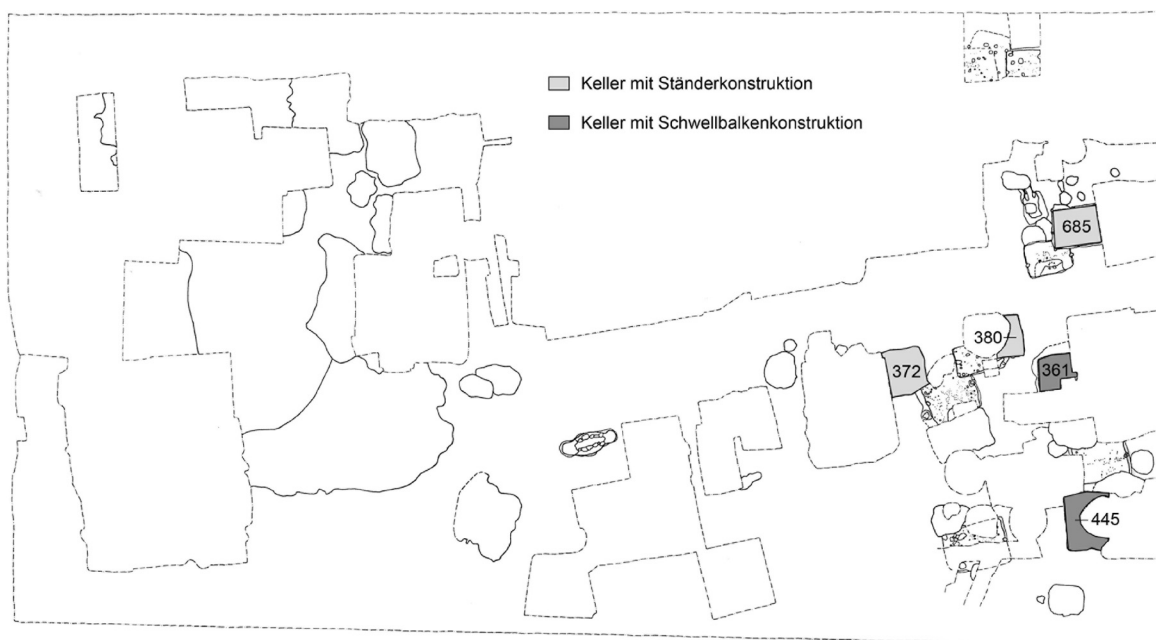 Keller mit Ständerkonstruktion
Keller mit Schwellbalkenkonstruktion
685
380
372
361
445